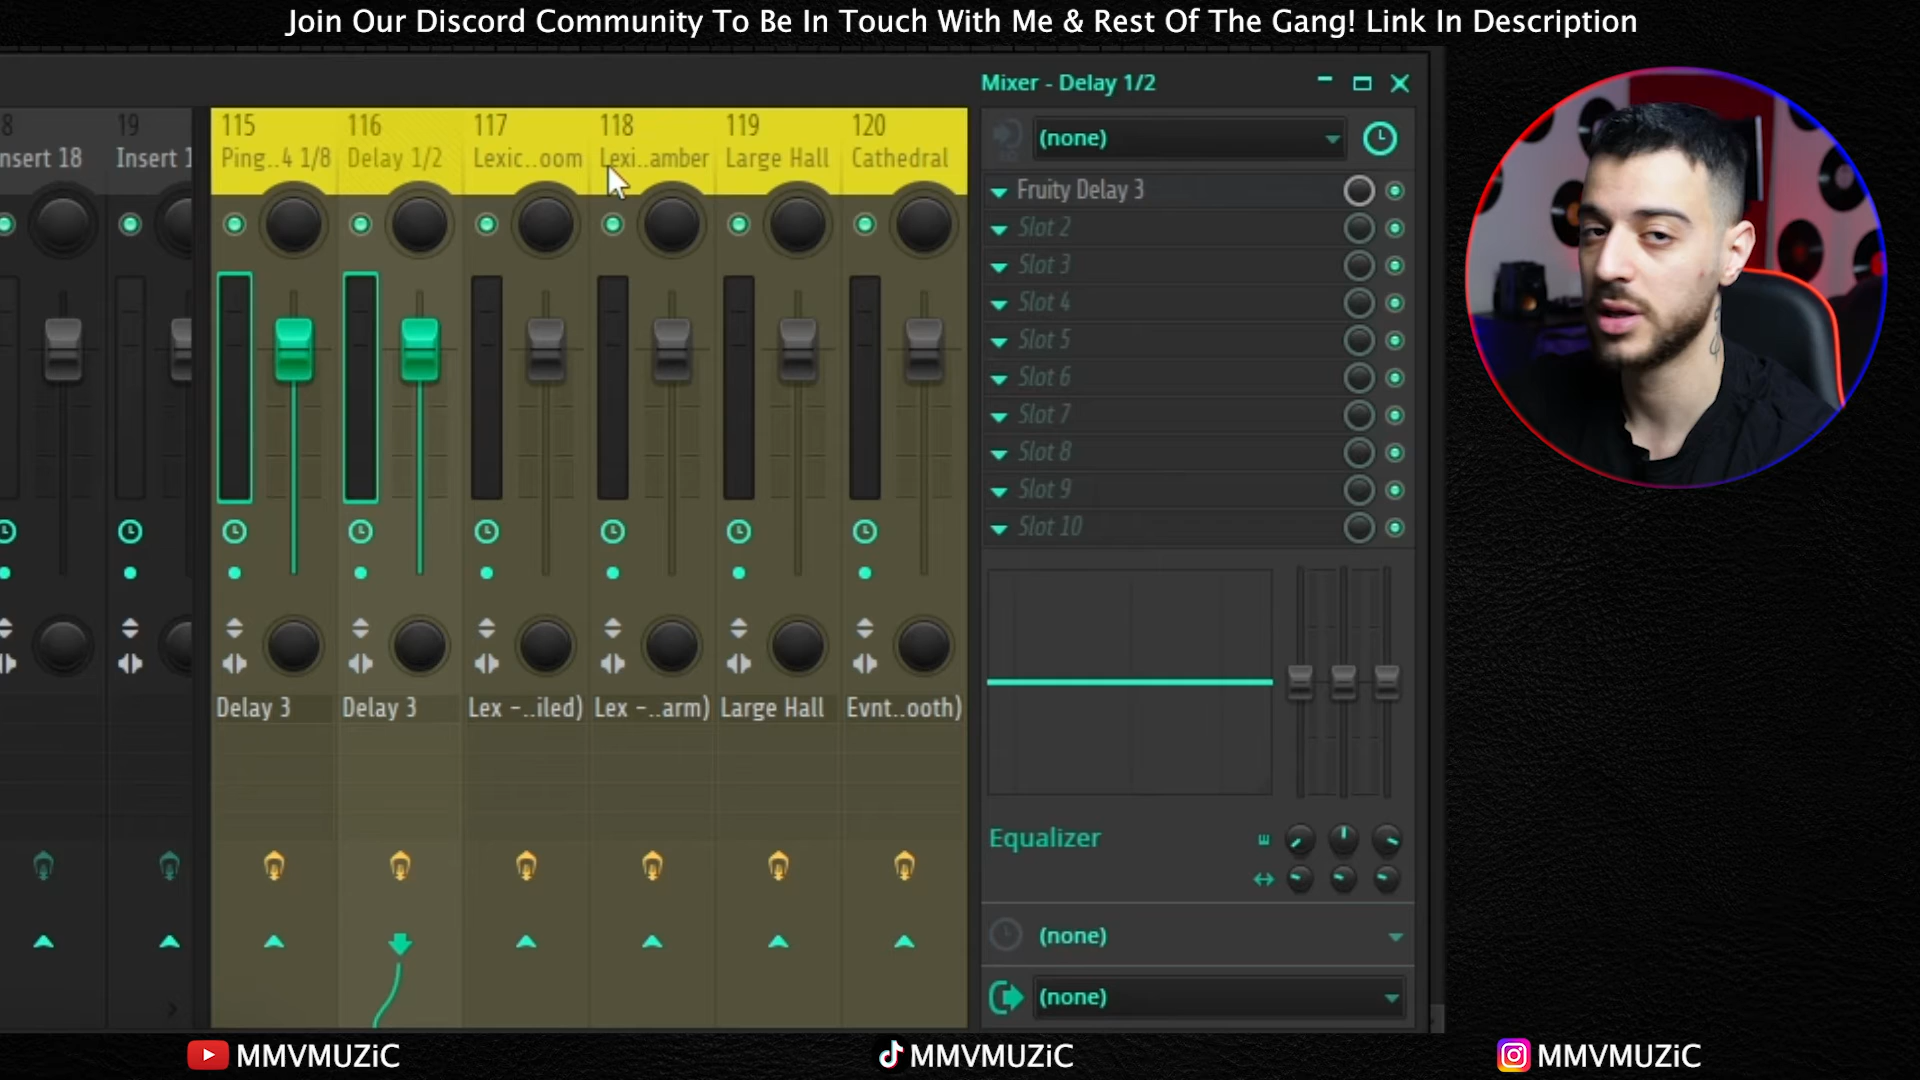 Join Our Discord Community To Be In Touch With Me & Rest Of The Gang! Link In Description
Mixer - Delay 1/2
8
nsert 18
19
Insert 1
115
Ping..4 1/8
116
Delay 1/2
117
Lexic..oom
118
Lexi..amber
119
Large Hall
120
Cathedral
(none)
Fruity Delay 3
Slot 2
Slot 3
Slot 4
Slot 5
Slot 6
Slot 7
Slot 8
Slot 9
Slot 10
Delay 3
Delay 3
Lex -..iled)
Lex -..arm)
Large Hall
Evnt..ooth)
Equalizer
(none)
(none)
MMVMUZiC
MMVMUZiC
MMVMUZiC